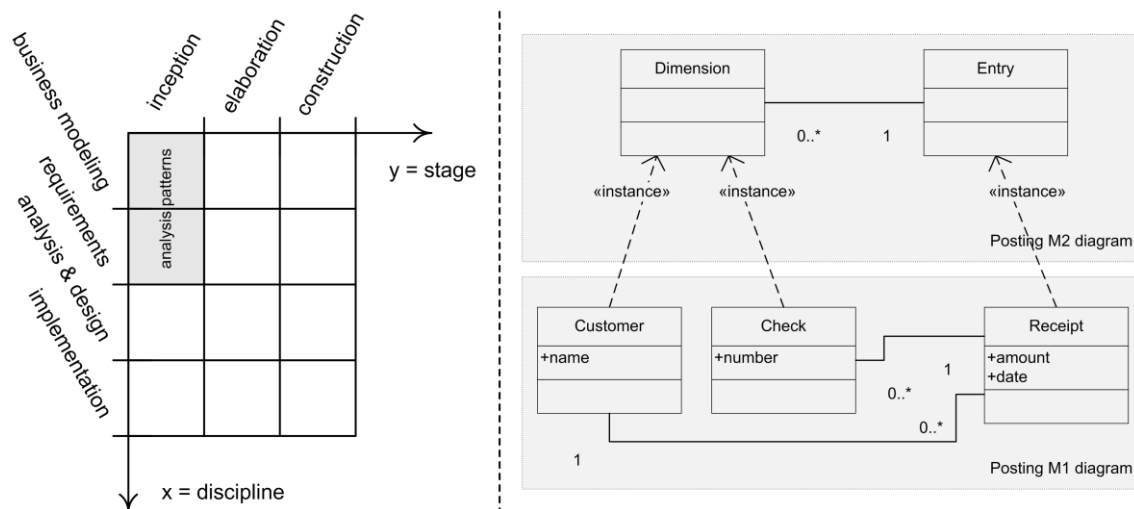 inception
elaboration
construction
business modeling
requirements
analysis & design
implementation
analysis patterns
y = stage
x = discipline
Dimension
Entry
0..*
1
«instance»
«instance»
«instance»
Posting M2 diagram
Customer
+name
Check
+number
Receipt
+amount
+date
1
0..*
0..*
1
Posting M1 diagram